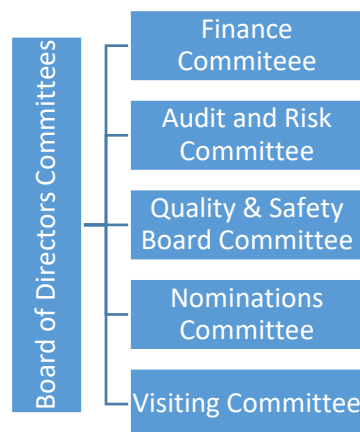 Board of Directors Committees
Finance
Commiteee
Audit and Risk
Committee
Quality & Safety
Board Committee
Nominations
Committee
Visiting Committee